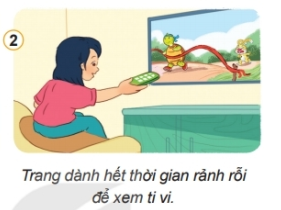 2
Trang dành hết thời gian rảnh rỗi
để xem ti vi.